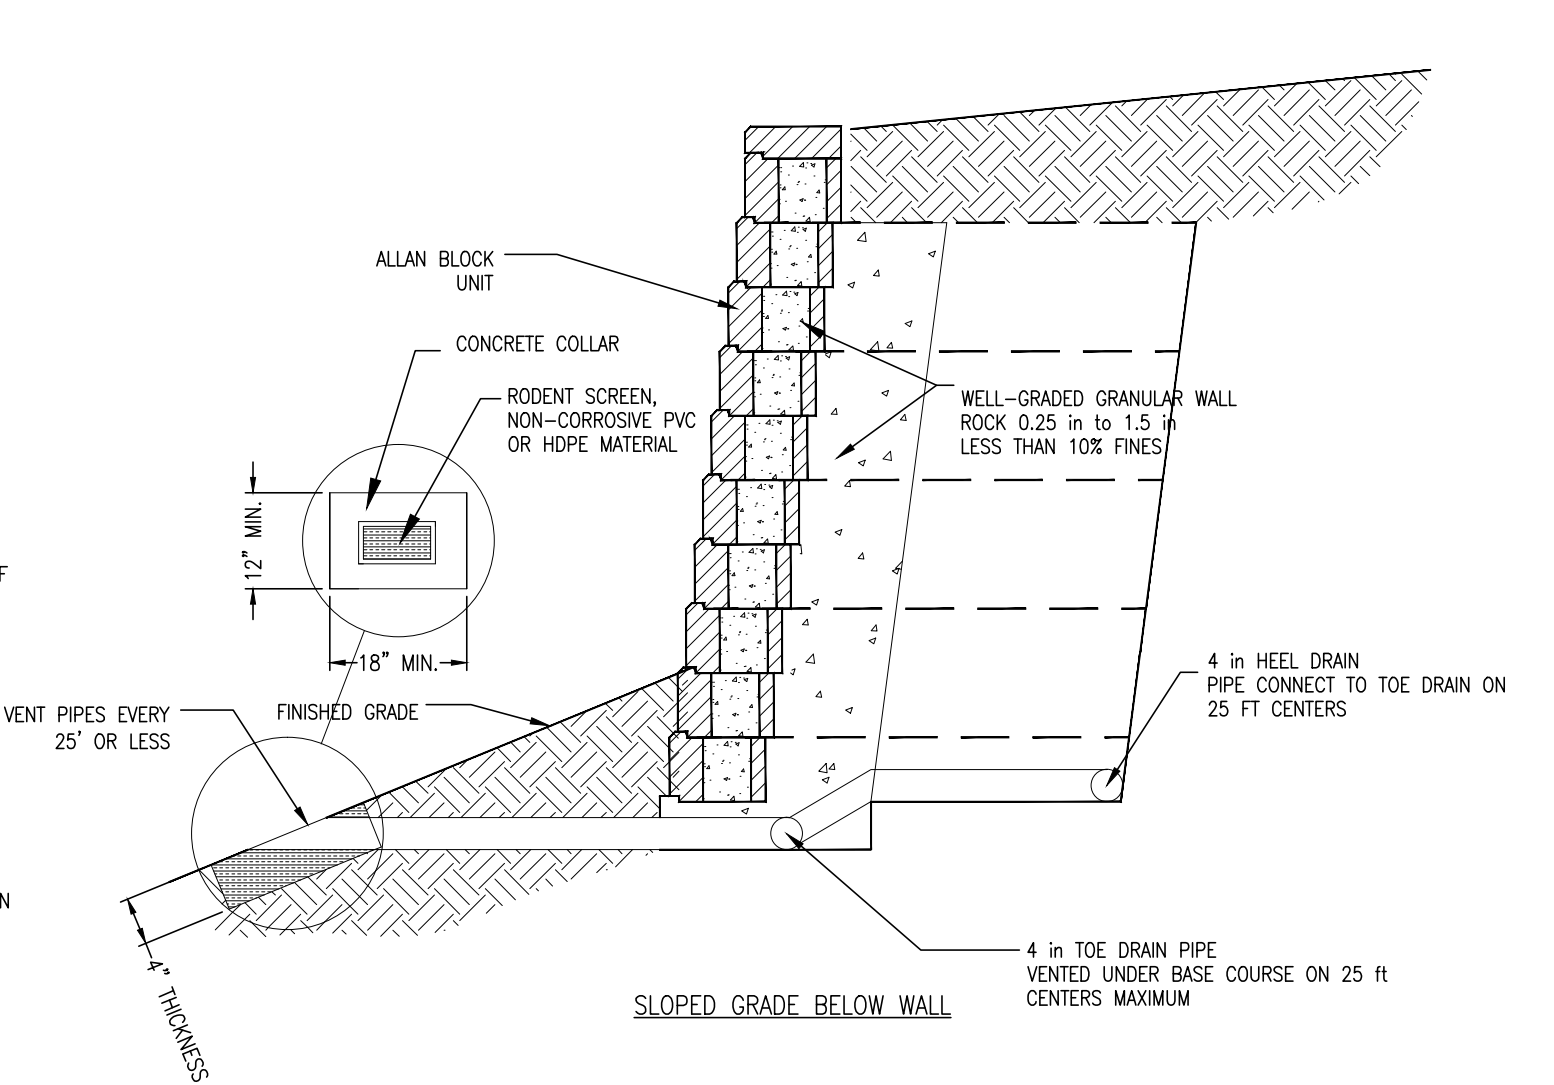 ALLAN BLOCK
UNIT
CONCRETE COLLAR
RODENT SCREEN,
NON-CORROSIVE PVC
OR HDPE MATERIAL
WELL-GRADED GRANULAR WALL
ROCK 0.25 in to 1.5 in
LESS THAN 10% FINES
12" MIN.
F
18" MIN.
4 in HEEL DRAIN
PIPE CONNECT TO TOE DRAIN ON
25 FT CENTERS
VENT PIPES EVERY
25' OR LESS
FINISHED GRADE
N
4" THICKNESS
4 in TOE DRAIN PIPE
VENTED UNDER BASE COURSE ON 25 ft
CENTERS MAXIMUM
SLOPED GRADE BELOW WALL